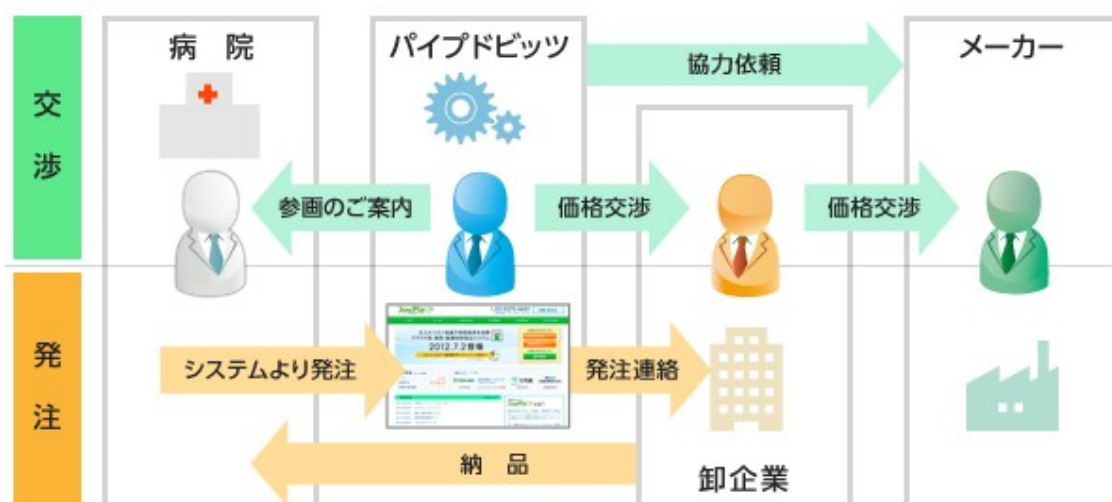 病 院
パイプドビッツ
協力依頼
メーカー
交
渉
参画のご案内
価格交渉
価格交渉
発
注
システムより発注
2012.7.2登場
発注連絡
納 品
卸企業